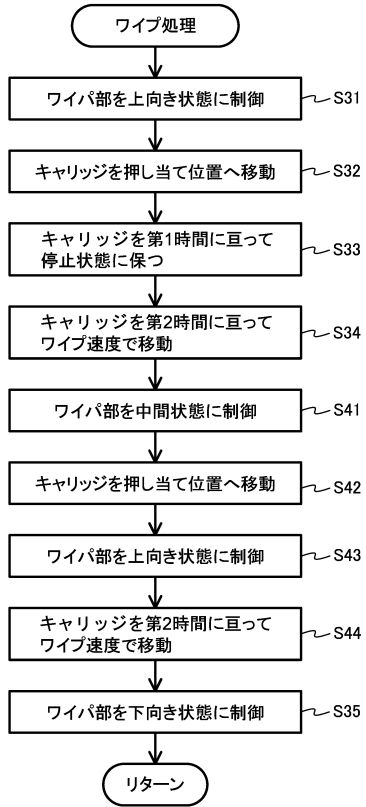 ワイプ処理
ワイパ部を上向き状態に制御
S31
キャリッジを押し当て位置へ移動
S32
キャリッジを第1時間に亘って
停止状態に保つ
S33
キャリッジを第2時間に亘って
ワイプ速度で移動
S34
ワイパ部を中間状態に制御
S41
キャリッジを押し当て位置へ移動
S42
ワイパ部を上向き状態に制御
S43
キャリッジを第2時間に亘って
ワイプ速度で移動
S44
ワイパ部を下向き状態に制御
S35
リターン